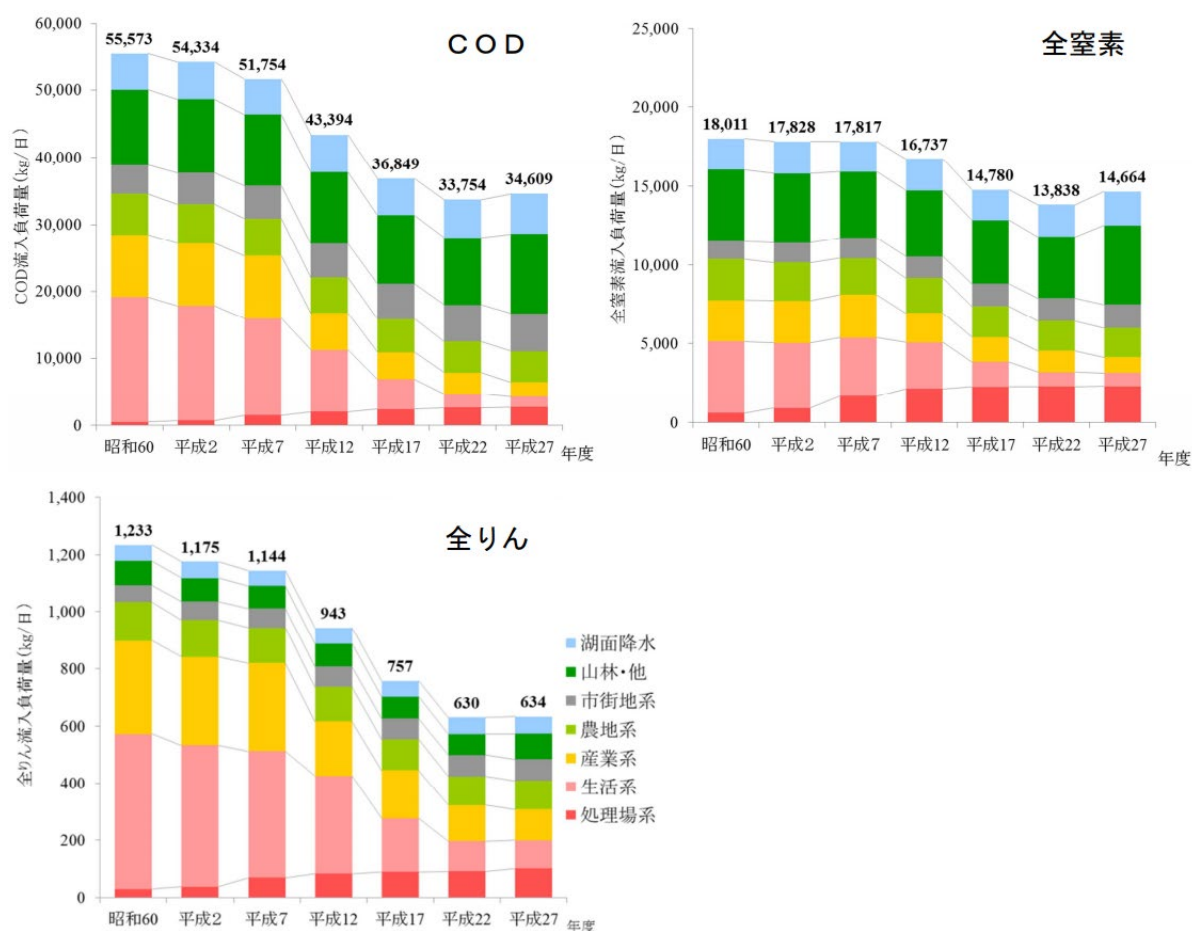 COD
COD流入負荷量(kg/日)
60,000
50,000
40,000
30,000
20,000
10,000
0
55,573
54,334
51,754
43,394
36,849
33,754
34,609
昭和60
平成2
平成7
平成12
平成17
平成22
平成27
年度
全窒素
全窒素流入負荷量(kg/日)
25,000
20,000
15,000
10,000
5,000
0
18,011
17,828
17,817
16,737
14,780
13,838
14,664
昭和60
平成2
平成7
平成12
平成17
平成22
平成27
年度
全りん
全りん流入負荷量(kg/日)
1,400
1,200
1,000
800
600
400
200
0
1,233
1,175
1,144
943
757
630
634
昭和60
平成2
平成7
平成12
平成17
平成22
平成27
年度
湖面降水
山林・他
市街地系
農地系
産業系
生活系
処理場系